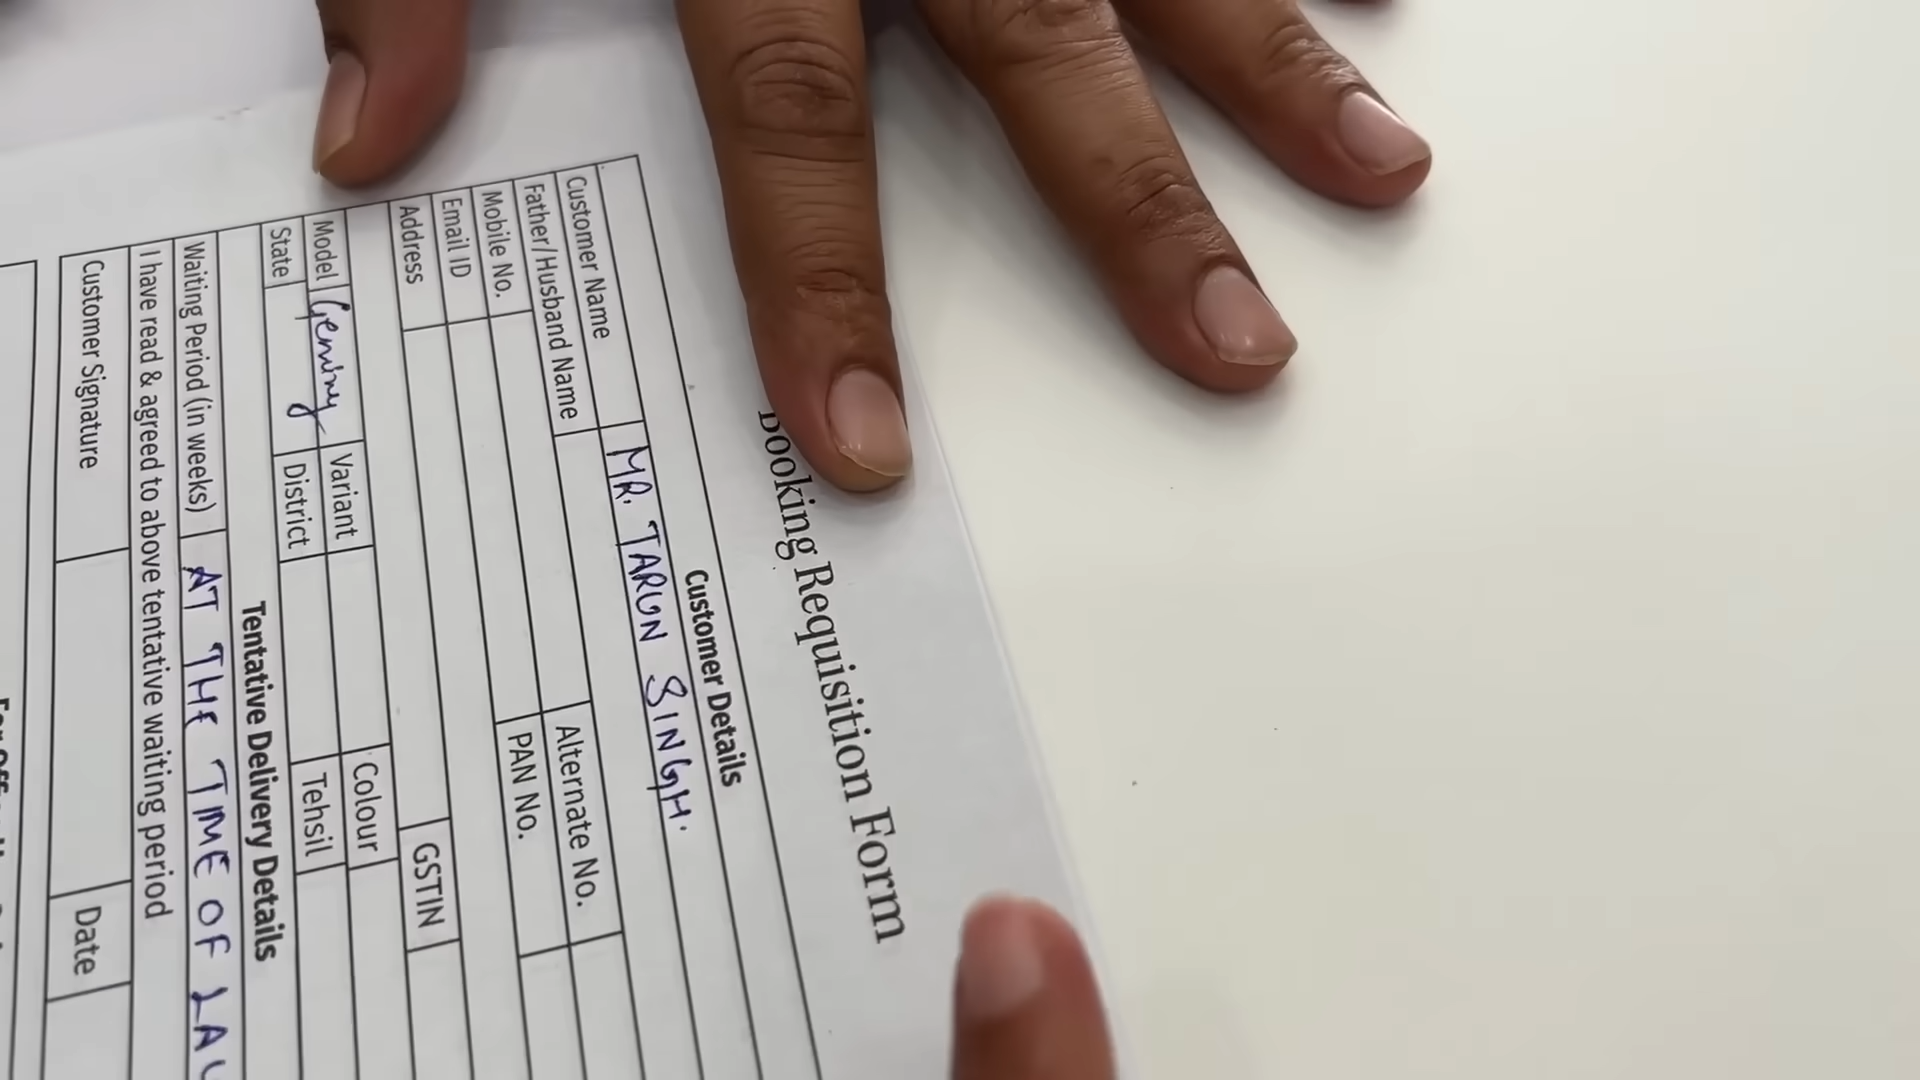 Booking Requisition Form
Customer Details
Customer Name MR. TARUN SINGH.
Father/Husband Name Alternate No.
Mobile No. PAN No.
Email ID
Address GSTIN
Model Variant Colour
State District Tehsil
Tentative Delivery Details
Waiting Period (in weeks) AT THE TIME OF
I have read & agreed to above tentative waiting period
Customer Signature Date